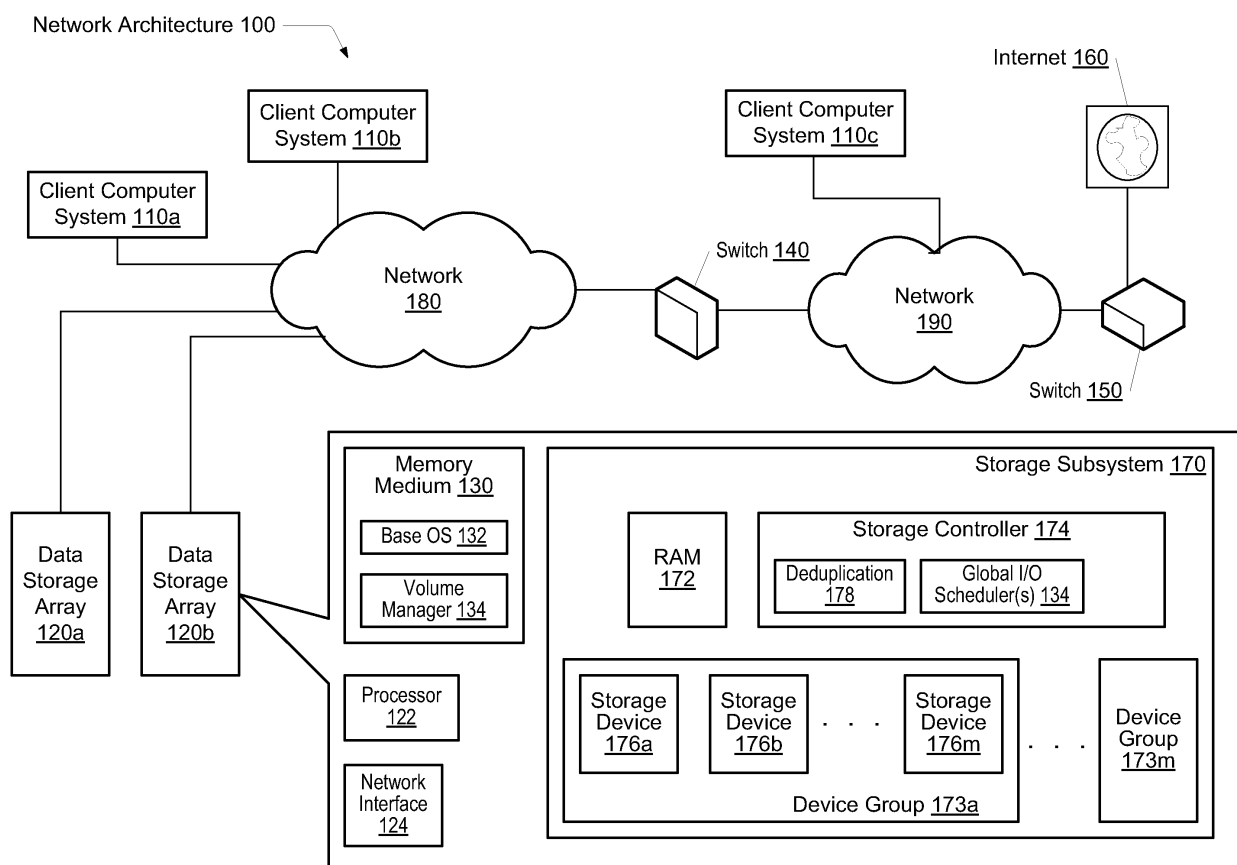 Network Architecture 100
Internet 160
Client Computer
System 110b
Client Computer
System 110c
Client Computer
System 110a
Switch 140
Network
180
Network
190
Switch 150
Data
Storage
Array
120a
Data
Storage
Array
120b
Memory
Medium 130
Base OS 132
Volume
Manager 134
Processor
122
Network
Interface
124
Storage Subsystem 170
RAM
172
Storage Controller 174
Deduplication
178
Global I/O
Scheduler(s) 134
Storage
Device
176a
Storage
Device
176b
. . .
Storage
Device
176m
Device Group 173a
. . .
Device
Group
173m